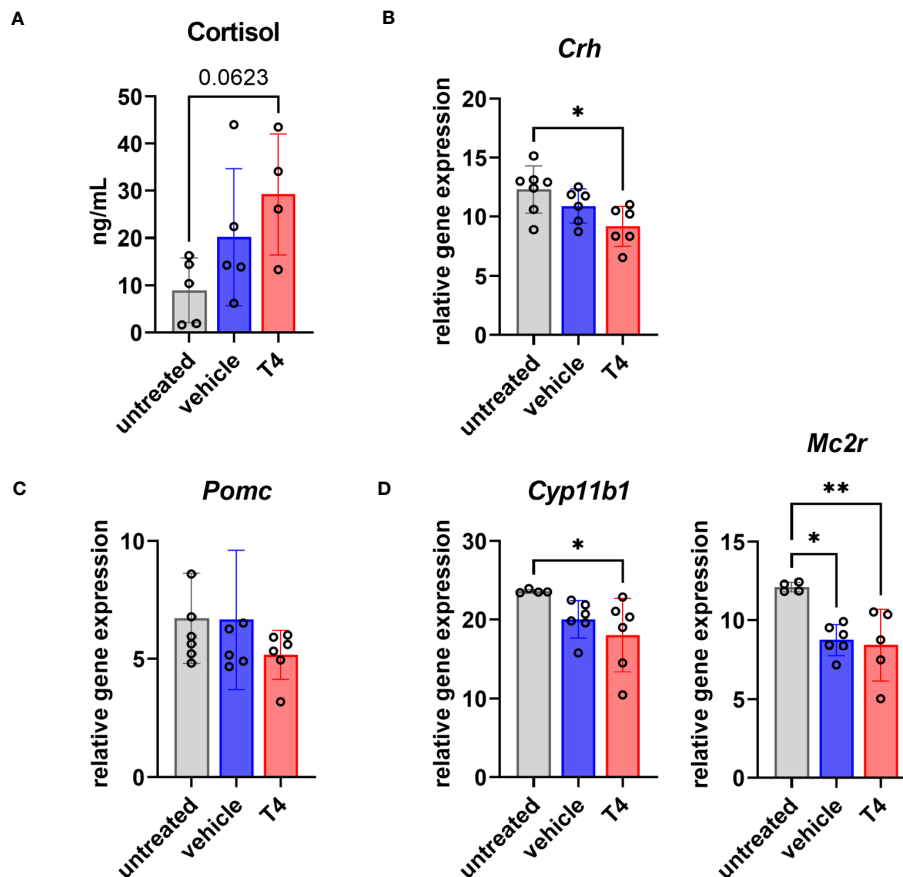 A
Cortisol
0.0623
50
40
30
20
10
0
ng/mL
untreated
vehicle
T4
B
Crh
*
20
15
10
5
0
relative gene expression
untreated
vehicle
T4
C
Pomc
10
5
0
relative gene expression
untreated
vehicle
T4
D
Cyp11b1
*
30
20
10
0
relative gene expression
untreated
vehicle
T4
Mc2r
**
*
15
10
5
0
relative gene expression
untreated
vehicle
T4